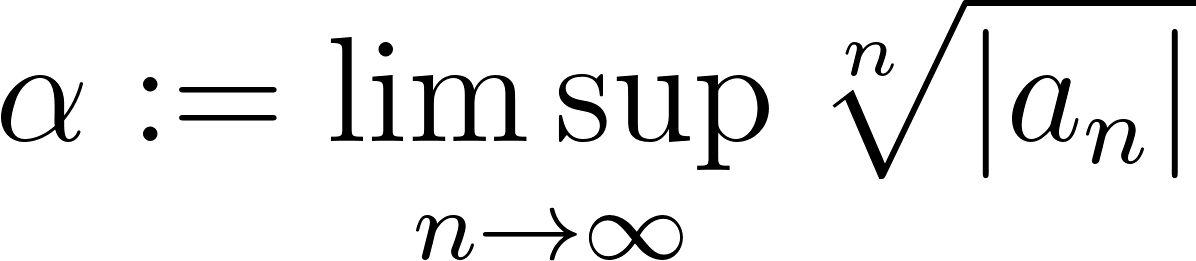 α := lim sup ⁿ√|aₙ|
n→∞